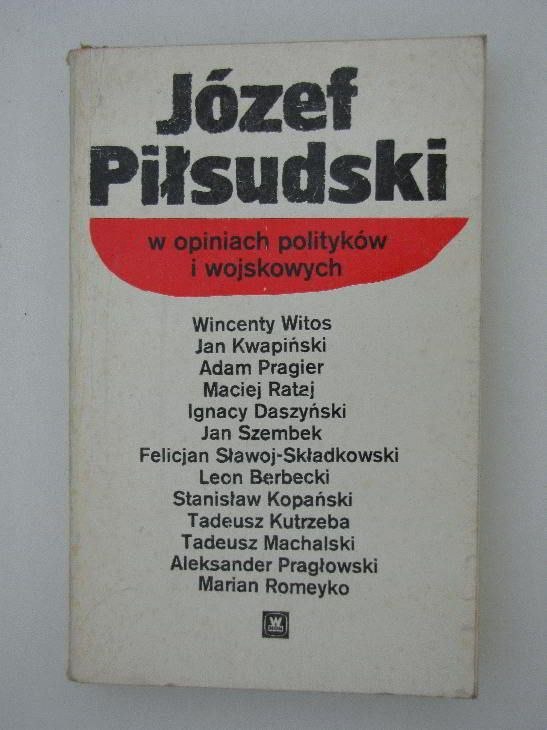 Józef
Piłsudski
w opiniach polityków
i wojskowych
Wincenty Witos
Jan Kwapiński
Adam Pragier
Maciej Rataj
Ignacy Daszyński
Jan Szembek
Felicjan Sławoj-Składkowski
Leon Berbecki
Stanisław Kopański
Tadeusz Kutrzeba
Tadeusz Machalski
Aleksander Pragłowski
Marian Romeyko
W